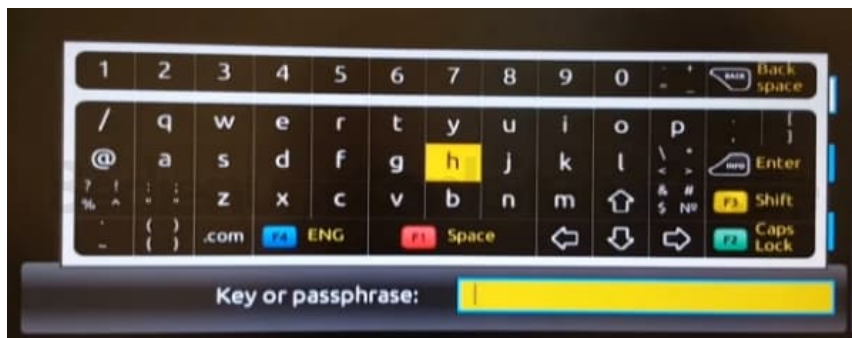 1 2 3 4 5 6 7 8 9 0 - + = _ BACK Back space
/ q w e r t y u i o p [ ]
@ a s d f g h j k l \ * < > INFO Enter
? ! % ^ : ; " " z x c v b n m & # $ № F3 Shift
~ ( ) { } .com F4 ENG F1 Space F2 Caps Lock
Key or passphrase: